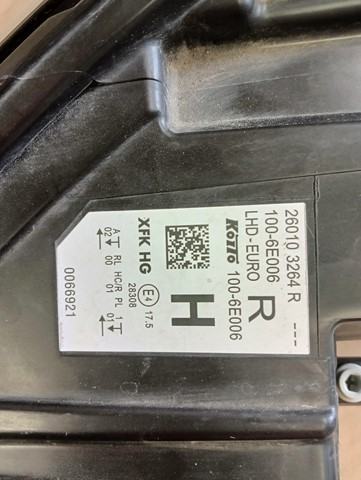 26010 3264 R ---
100-6E006
LHD-EURO
R
KOITO 100-6E006
H
XFK HG
E4 17.5
28308
A RL HC/R PL 1
02 00 01 01
0066921